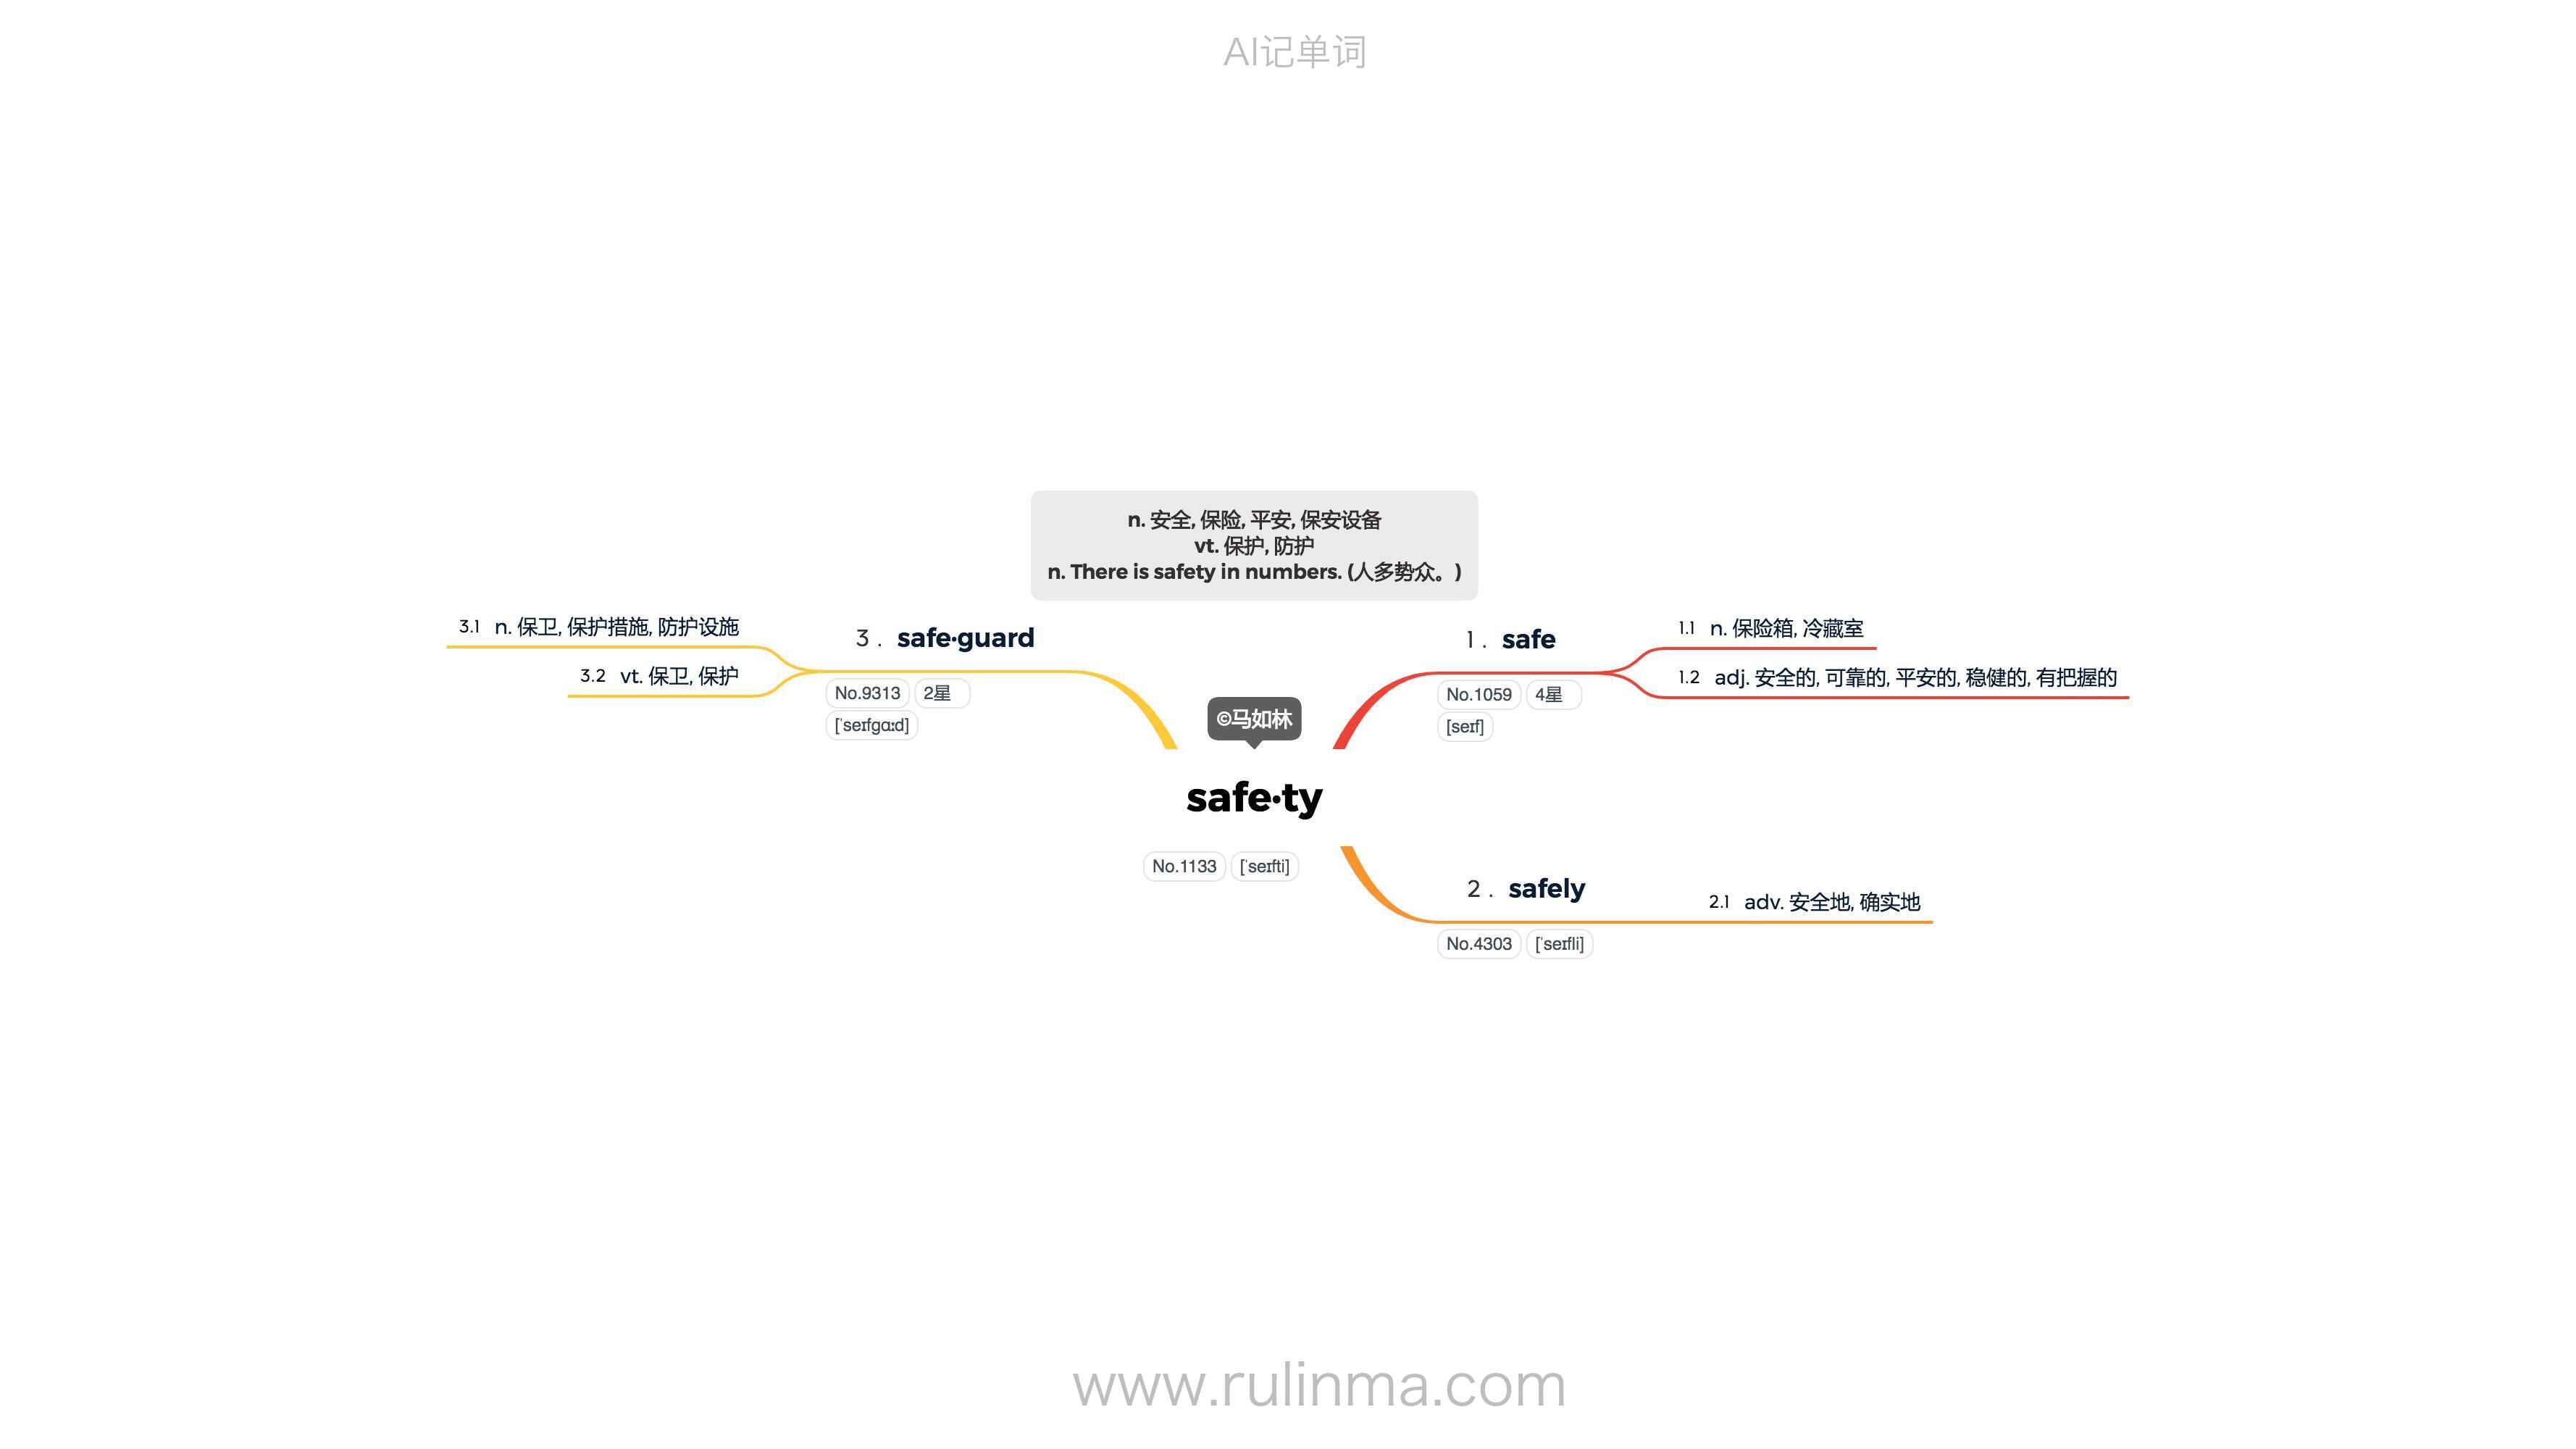 AI记单词
n. 安全, 保险, 平安, 保安设备
vt. 保护, 防护
n. There is safety in numbers. (人多势众。)
©马如林
safe·ty
No.1133 [ˈseɪfti]
1. safe
No.1059 4星
[seɪf]
1.1 n. 保险箱, 冷藏室
1.2 adj. 安全的, 可靠的, 平安的, 稳健的, 有把握的
2. safely
No.4303 [ˈseɪfli]
2.1 adv. 安全地, 确实地
3. safe·guard
No.9313 2星
[ˈseɪfɡɑːd]
3.1 n. 保卫, 保护措施, 防护设施
3.2 vt. 保卫, 保护
www.rulinma.com